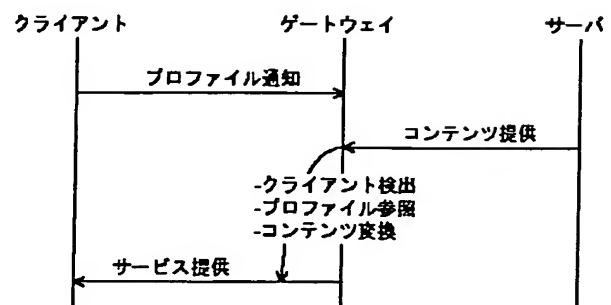 クライアント
ゲートウェイ
サーバ
プロファイル通知
コンテンツ提供
-クライアント検出
-プロファイル参照
-コンテンツ変換
サービス提供